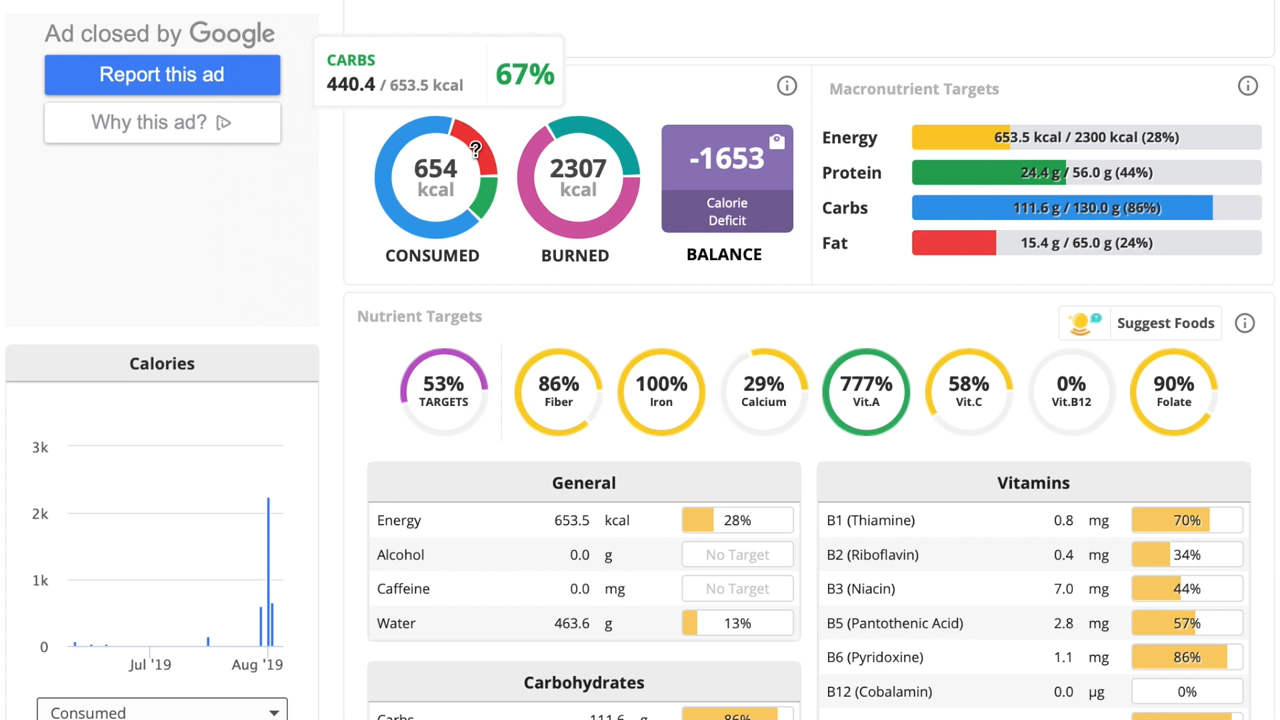 Ad closed by Google
Report this ad
Why this ad?
CARBS
440.4 / 653.5 kcal
67%
654
kcal
CONSUMED
2307
kcal
BURNED
-1653
Calorie
Deficit
BALANCE
Macronutrient Targets
Energy 653.5 kcal / 2300 kcal (28%)
Protein 24.4 g / 56.0 g (44%)
Carbs 111.6 g / 130.0 g (86%)
Fat 15.4 g / 65.0 g (24%)
Nutrient Targets
Suggest Foods
53%
TARGETS
86%
Fiber
100%
Iron
29%
Calcium
777%
Vit.A
58%
Vit.C
0%
Vit.B12
90%
Folate
Calories
3k
2k
1k
0
Jul '19 Aug '19
Consumed
General
Energy 653.5 kcal 28%
Alcohol 0.0 g No Target
Caffeine 0.0 mg No Target
Water 463.6 g 13%
Carbohydrates
Carbs 111.6 g 86%
Vitamins
B1 (Thiamine) 0.8 mg 70%
B2 (Riboflavin) 0.4 mg 34%
B3 (Niacin) 7.0 mg 44%
B5 (Pantothenic Acid) 2.8 mg 57%
B6 (Pyridoxine) 1.1 mg 86%
B12 (Cobalamin) 0.0 µg 0%